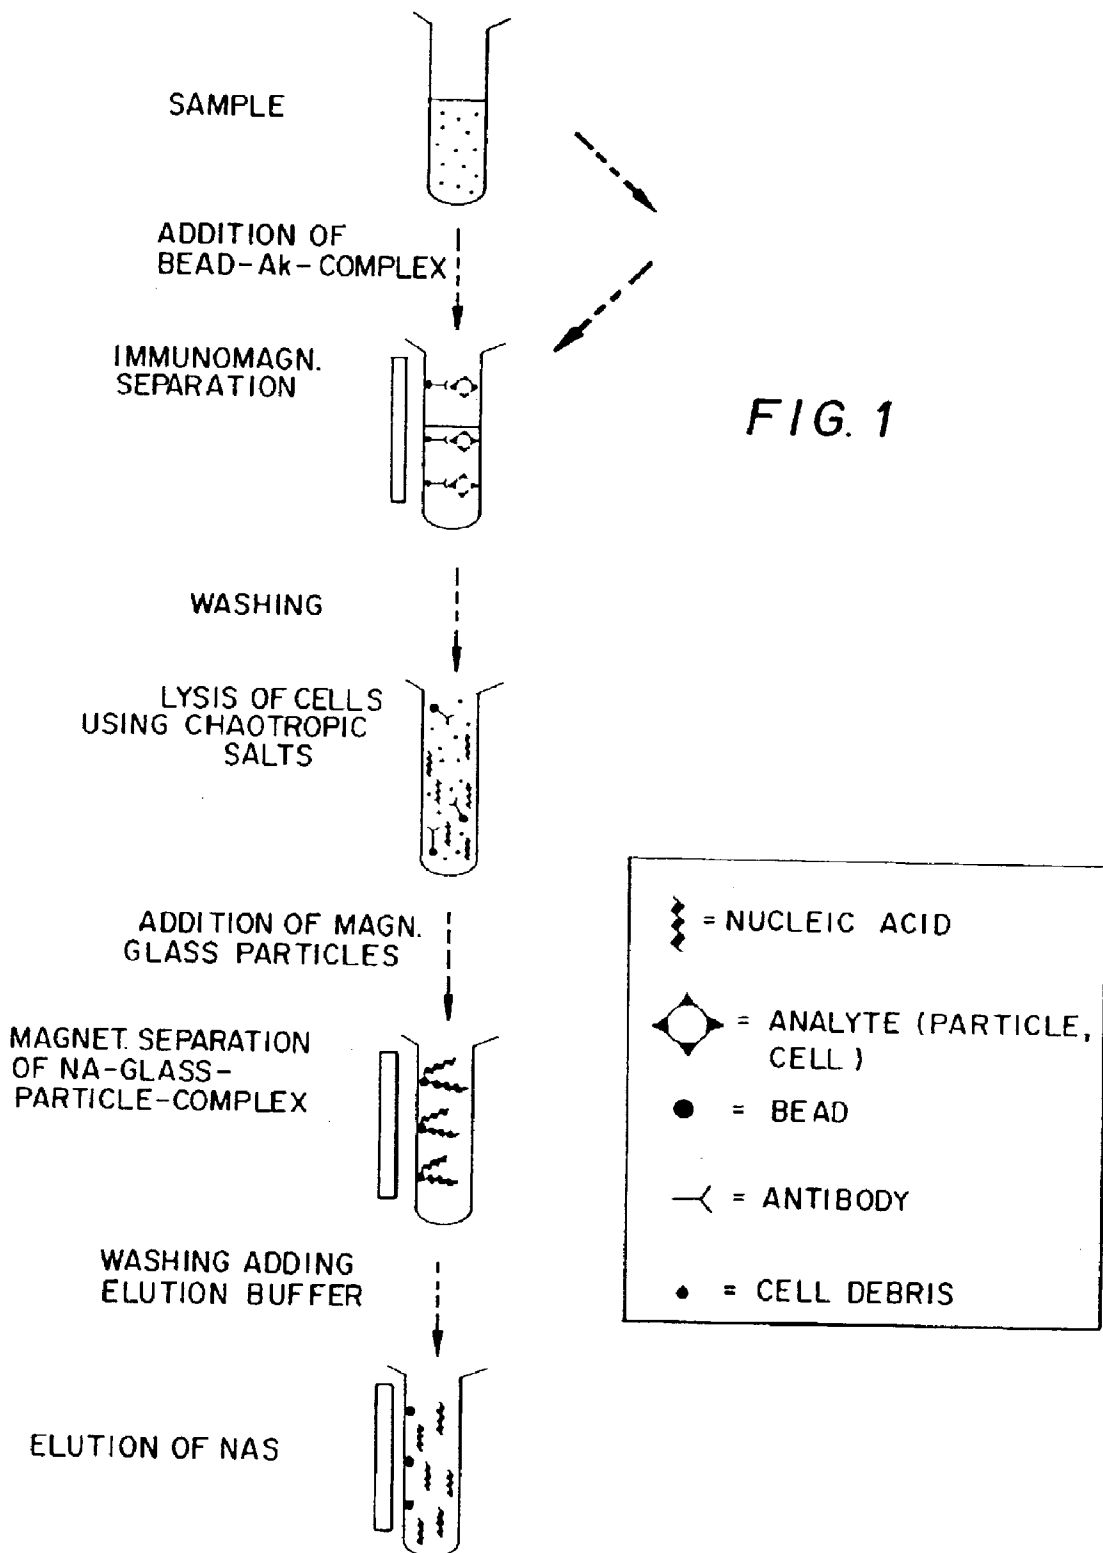 SAMPLE
ADDITION OF
BEAD-Ak-COMPLEX
IMMUNOMAGN.
SEPARATION
FIG. 1
WASHING
LYSIS OF CELLS
USING CHAOTROPIC
SALTS
ADDITION OF MAGN.
GLASS PARTICLES
MAGNET. SEPARATION
OF NA-GLASS-
PARTICLE-COMPLEX
WASHING ADDING
ELUTION BUFFER
ELUTION OF NAS
= NUCLEIC ACID
= ANALYTE (PARTICLE,
CELL)
= BEAD
= ANTIBODY
= CELL DEBRIS